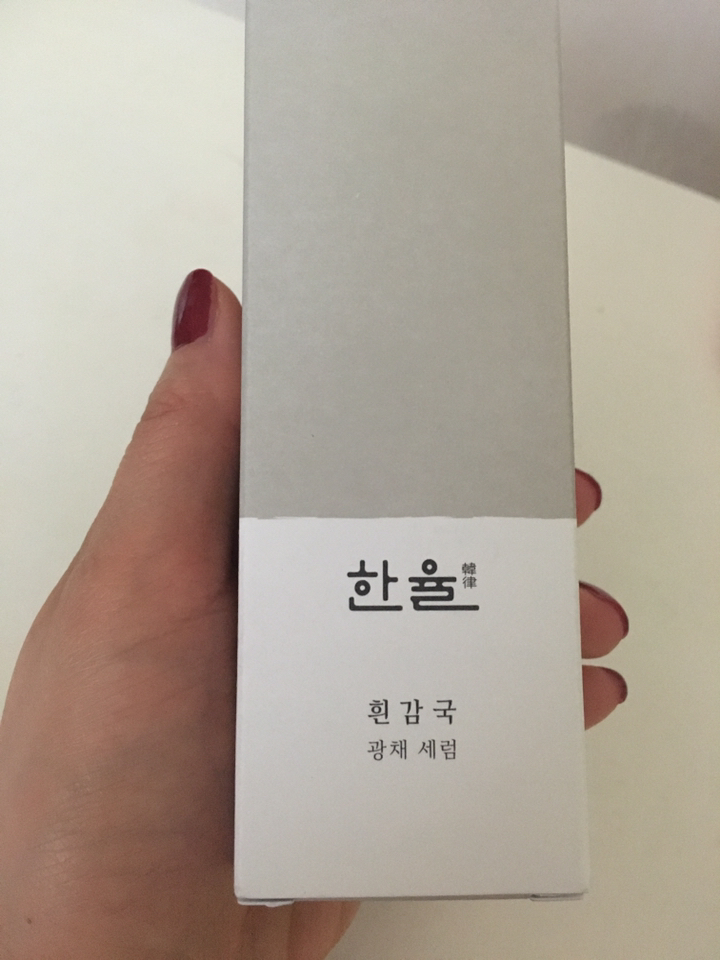 한율 韓律
흰감국
광채 세럼